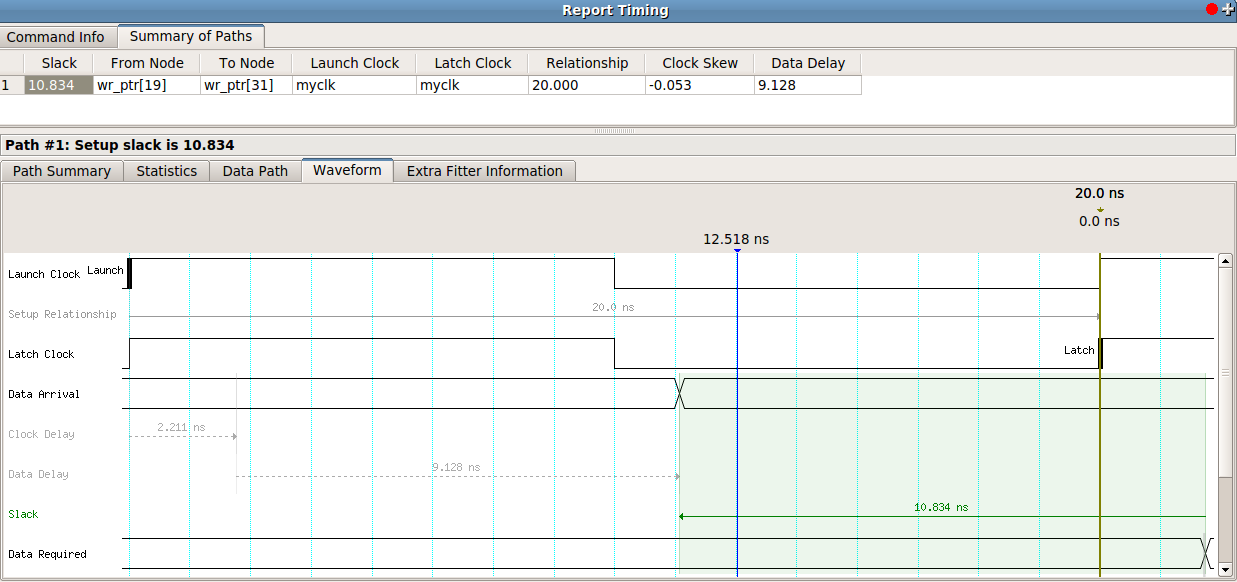 Report Timing
Command Info Summary of Paths
Slack From Node To Node Launch Clock Latch Clock Relationship Clock Skew Data Delay
1 10.834 wr_ptr[19] wr_ptr[31] myclk myclk 20.000 -0.053 9.128
Path #1: Setup slack is 10.834
Path Summary Statistics Data Path Waveform Extra Fitter Information
20.0 ns
0.0 ns
12.518 ns
Launch Clock Launch
Setup Relationship 20.0 ns
Latch Clock Latch
Data Arrival
Clock Delay 2.211 ns
Data Delay 9.128 ns
Slack 10.834 ns
Data Required